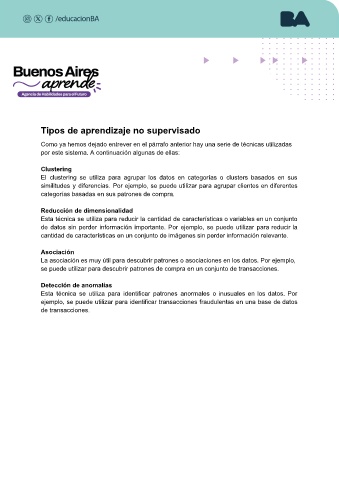 /educacionBA
BA
Buenos Aires
aprende
Agencia de Habilidades para el Futuro
Tipos de aprendizaje no supervisado
Como ya hemos dejado entrever en el párrafo anterior hay una serie de técnicas utilizadas
por este sistema. A continuación algunas de ellas:
Clustering
El clustering se utiliza para agrupar los datos en categorías o clusters basados en sus
similitudes y diferencias. Por ejemplo, se puede utilizar para agrupar clientes en diferentes
categorías basadas en sus patrones de compra.
Reducción de dimensionalidad
Esta técnica se utiliza para reducir la cantidad de características o variables en un conjunto
de datos sin perder información importante. Por ejemplo, se puede utilizar para reducir la
cantidad de características en un conjunto de imágenes sin perder información relevante.
Asociación
La asociación es muy útil para descubrir patrones o asociaciones en los datos. Por ejemplo,
se puede utilizar para descubrir patrones de compra en un conjunto de transacciones.
Detección de anomalías
Esta técnica se utiliza para identificar patrones anormales o inusuales en los datos. Por
ejemplo, se puede utilizar para identificar transacciones fraudulentas en una base de datos
de transacciones.